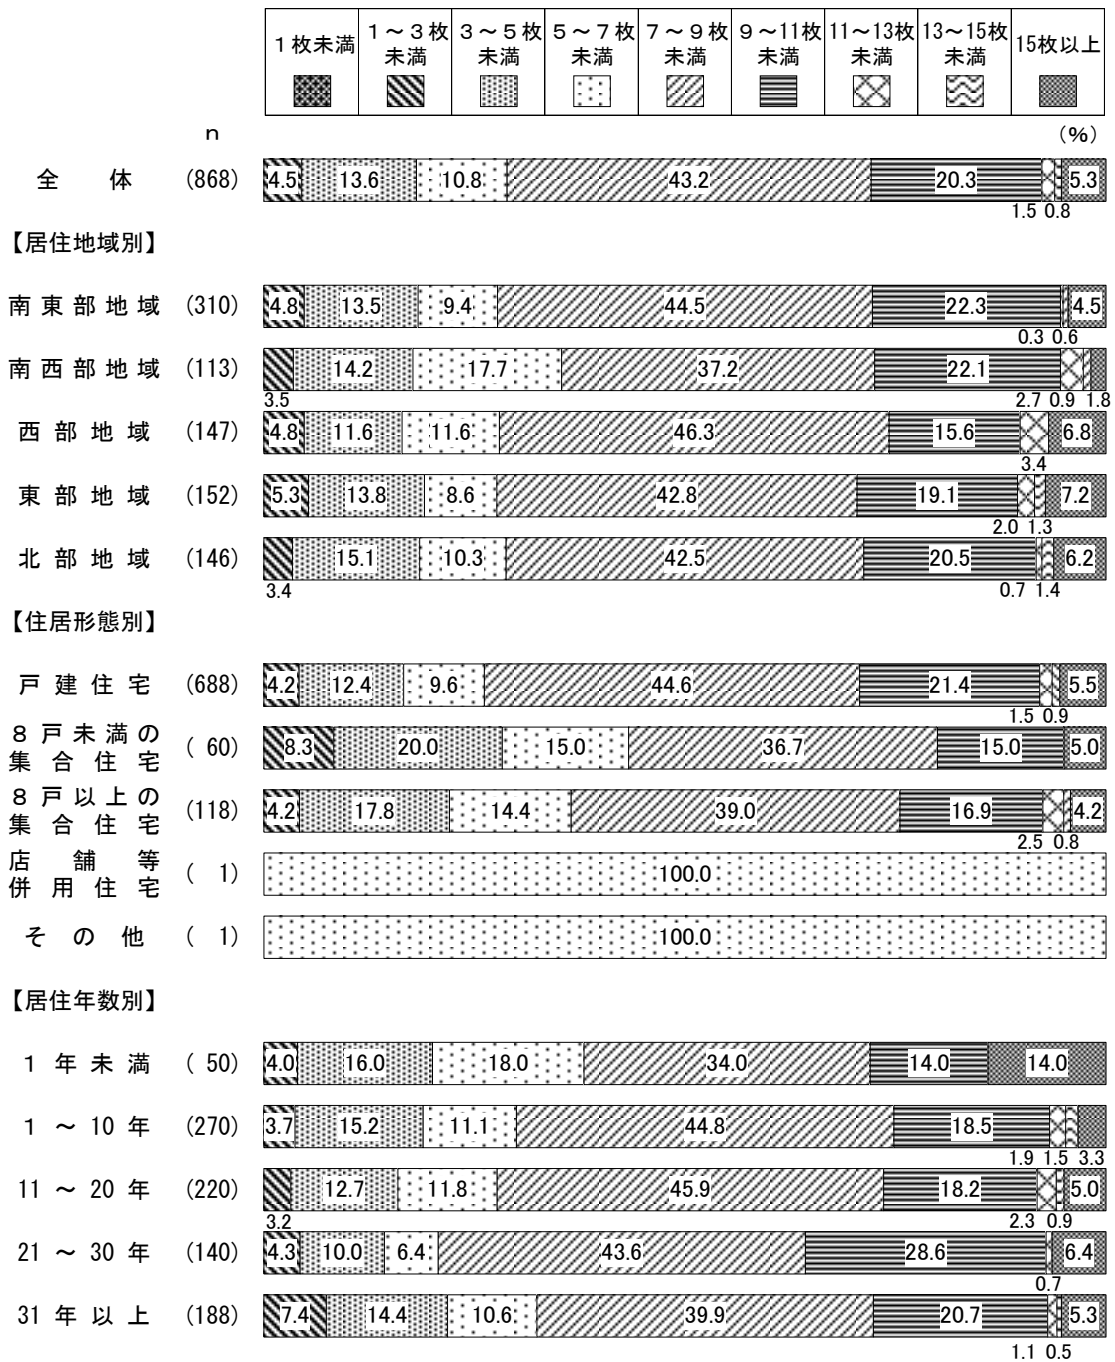 １枚未満
１～３枚未満
３～５枚未満
５～７枚未満
７～９枚未満
９～11枚未満
11～13枚未満
13～15枚未満
15枚以上
ｎ
（％）
全体 (868) 4.5 13.6 10.8 43.2 20.3 5.3
1.5 0.8
【居住地域別】
南東部地域 (310) 4.8 13.5 9.4 44.5 22.3 4.5
0.3 0.6
南西部地域 (113) 14.2 17.7 37.2 22.1
3.5 2.7 0.9 1.8
西部地域 (147) 4.8 11.6 11.6 46.3 15.6 6.8
3.4
東部地域 (152) 5.3 13.8 8.6 42.8 19.1 7.2
2.0 1.3
北部地域 (146) 15.1 10.3 42.5 20.5 6.2
3.4 0.7 1.4
【住居形態別】
戸建住宅 (688) 4.2 12.4 9.6 44.6 21.4 5.5
1.5 0.9
８戸未満の
集合住宅 ( 60) 8.3 20.0 15.0 36.7 15.0 5.0
８戸以上の
集合住宅 (118) 4.2 17.8 14.4 39.0 16.9 4.2
2.5 0.8
店舗等
併用住宅 ( 1) 100.0
その他 ( 1) 100.0
【居住年数別】
１年未満 ( 50) 4.0 16.0 18.0 34.0 14.0 14.0
１～10年 (270) 3.7 15.2 11.1 44.8 18.5
1.9 1.5 3.3
11～20年 (220) 12.7 11.8 45.9 18.2 5.0
3.2 2.3 0.9
21～30年 (140) 4.3 10.0 6.4 43.6 28.6 6.4
0.7
31年以上 (188) 7.4 14.4 10.6 39.9 20.7 5.3
1.1 0.5